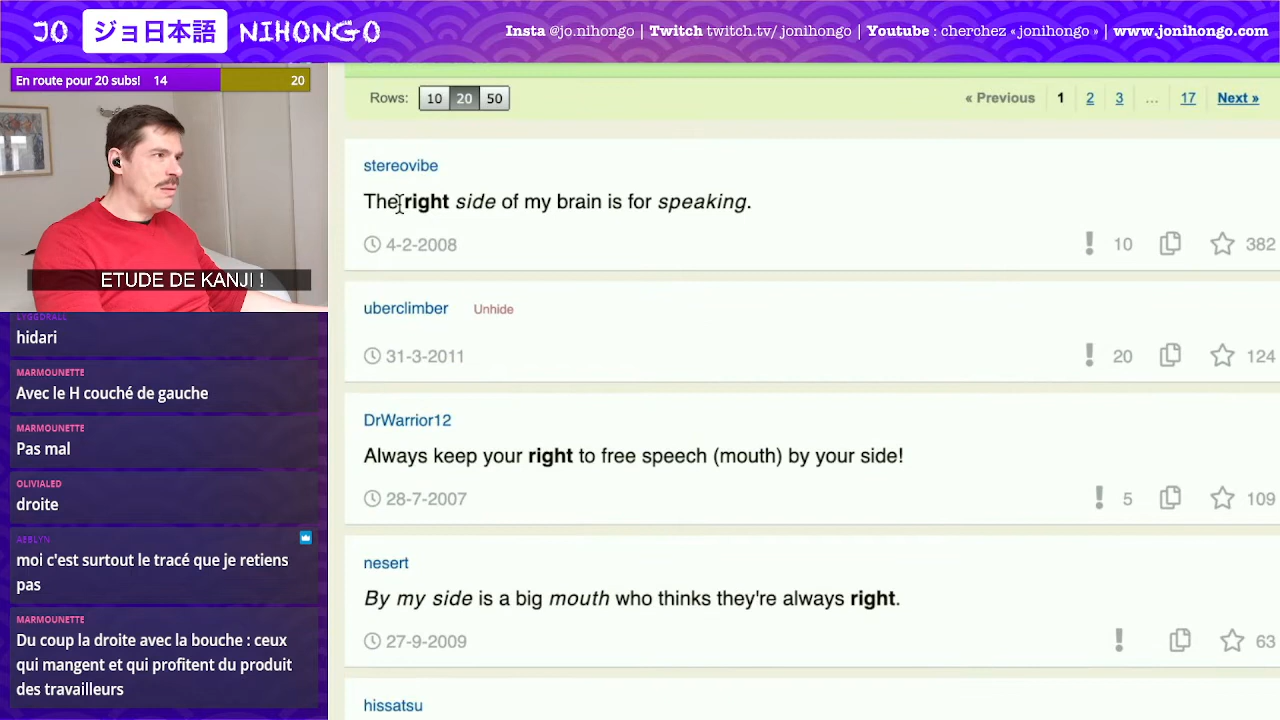 JO ジョ日本語 NIHONGO
Insta @jo.nihongo | Twitch twitch.tv/ jonihongo | Youtube : cherchez « jonihongo » | www.jonihongo.com
En route pour 20 subs! 14 20
ETUDE DE KANJI !
LYGGDRALL
hidari
MARMOUNETTE
Avec le H couché de gauche
MARMOUNETTE
Pas mal
OLIVIALED
droite
AEBLYN
moi c'est surtout le tracé que je retiens
pas
MARMOUNETTE
Du coup la droite avec la bouche : ceux
qui mangent et qui profitent du produit
des travailleurs
Rows: 10 20 50 « Previous 1 2 3 ... 17 Next »
stereovibe
The right side of my brain is for speaking.
4-2-2008 10 382
uberclimber Unhide
31-3-2011 20 124
DrWarrior12
Always keep your right to free speech (mouth) by your side!
28-7-2007 5 109
nesert
By my side is a big mouth who thinks they're always right.
27-9-2009 63
hissatsu